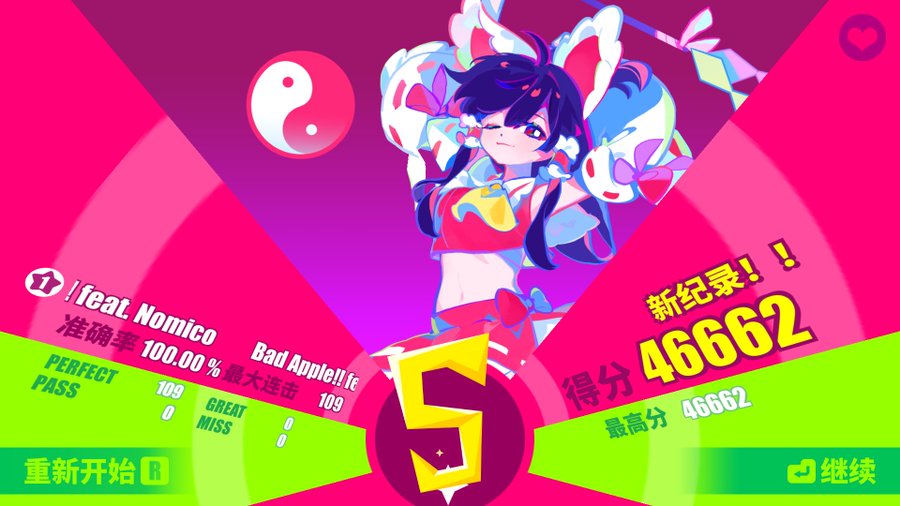 1
! feat. Nomico
Bad Apple!! fe
准确率 100.00 %
最大连击 109
PERFECT 109
PASS 0
GREAT 0
MISS 0
S
新纪录！！
得分 46662
最高分 46662
重新开始 R
继续